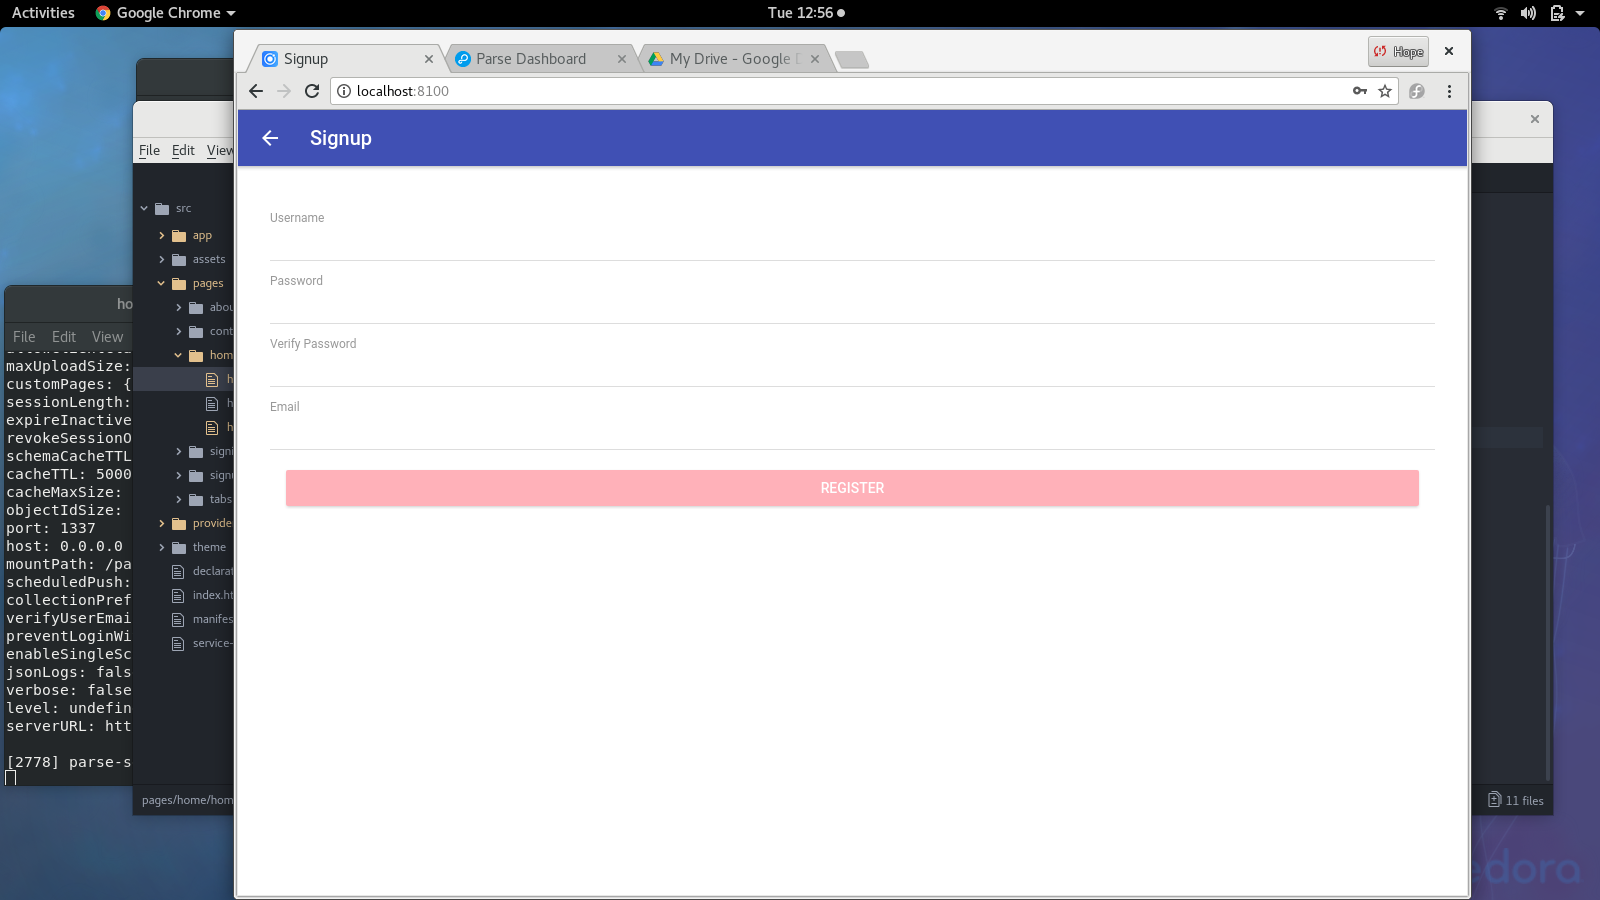 Activities
Google Chrome
Tue 12:56
Signup
Parse Dashboard
My Drive - Google
Hope
localhost:8100
Signup
Username
Password
Verify Password
Email
REGISTER
File Edit View
src
app
assets
pages
abou
cont
hom
h
h
h
signi
sign
tabs
provide
theme
declarat
index.ht
manifes
service-
pages/home/hom
11 files
ho
File Edit View
maxUploadSize:
customPages: {
sessionLength:
expireInactive
revokeSessionO
schemaCacheTTL
cacheTTL: 5000
cacheMaxSize:
objectIdSize:
port: 1337
host: 0.0.0.0
mountPath: /pa
scheduledPush:
collectionPref
verifyUserEmai
preventLoginWi
enableSingleSc
jsonLogs: fals
verbose: false
level: undefin
serverURL: htt
[2778] parse-s
edora